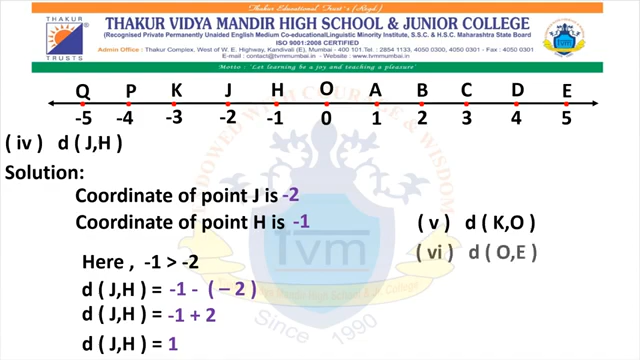 Thakur Educational Trust's (Regd.)
THAKUR VIDYA MANDIR HIGH SCHOOL & JUNIOR COLLEGE
(Recognised Private Permanently Unaided English Medium Co-educational Linguistic Minority Institute, S.S.C & H.S.C. Maharashtra State Board
ISO 9001:2008 CERTIFIED
Admin Office : Thakur Complex, West of W. E. Highway, Kandivali (E), Mumbai - 400 101. Tel : 2854 1133, 4050 0300, 4050 0301 - Fax : 4050 0301
E-mail : contact@tvmmumbai.in - Website : www.tvmmumbai.in
Motto : "Let learning be a joy and teaching a pleasure"
THAKUR
TRUSTS
Q P K J H O A B C D E
-5 -4 -3 -2 -1 0 1 2 3 4 5
( iv ) d ( J,H )
Solution:
Coordinate of point J is -2
Coordinate of point H is -1
( v ) d ( K,O )
( vi ) d ( O,E )
Here , -1 > -2
d ( J,H ) = -1 - ( – 2 )
d ( J,H ) = -1 + 2
d ( J,H ) = 1
ENDOWED WITH COURAGE & WISDOM
Tvm
Since 1990